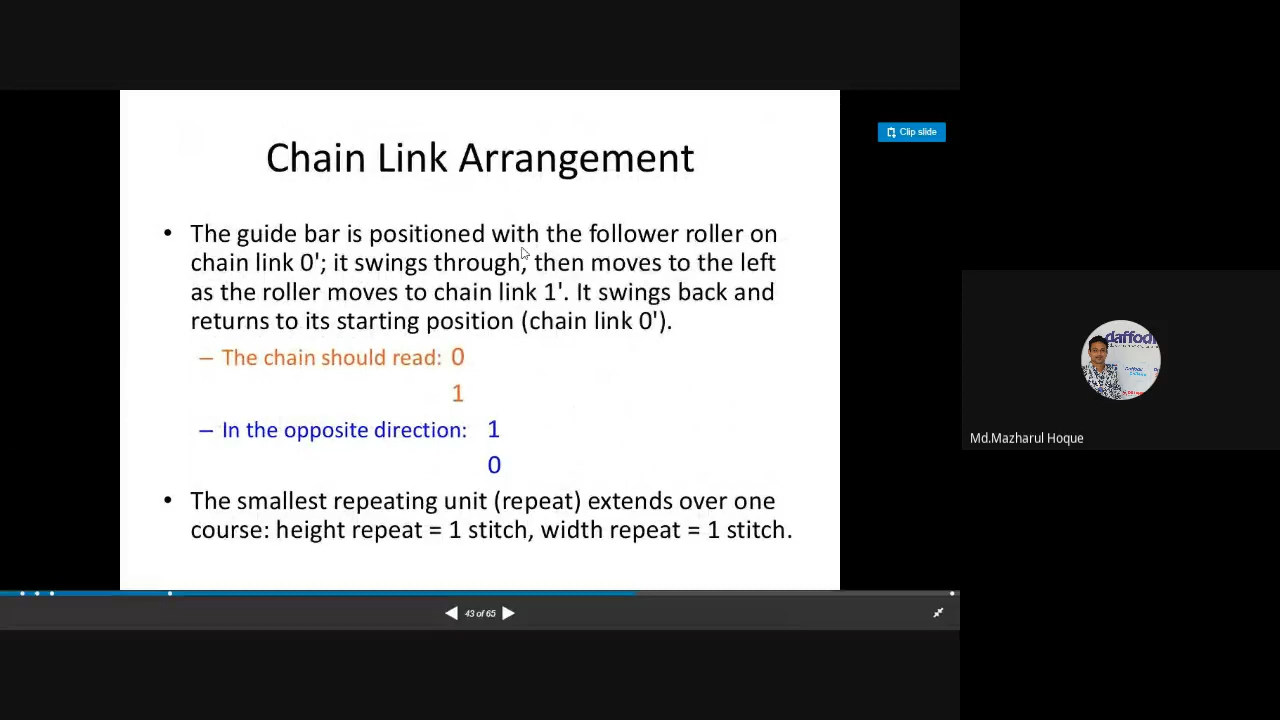 Clip slide
Chain Link Arrangement
• The guide bar is positioned with the follower roller on
chain link 0'; it swings through, then moves to the left
as the roller moves to chain link 1'. It swings back and
returns to its starting position (chain link 0').
– The chain should read: 0
1
– In the opposite direction: 1
0
• The smallest repeating unit (repeat) extends over one
course: height repeat = 1 stitch, width repeat = 1 stitch.
43 of 65
daffodil
Md.Mazharul Hoque